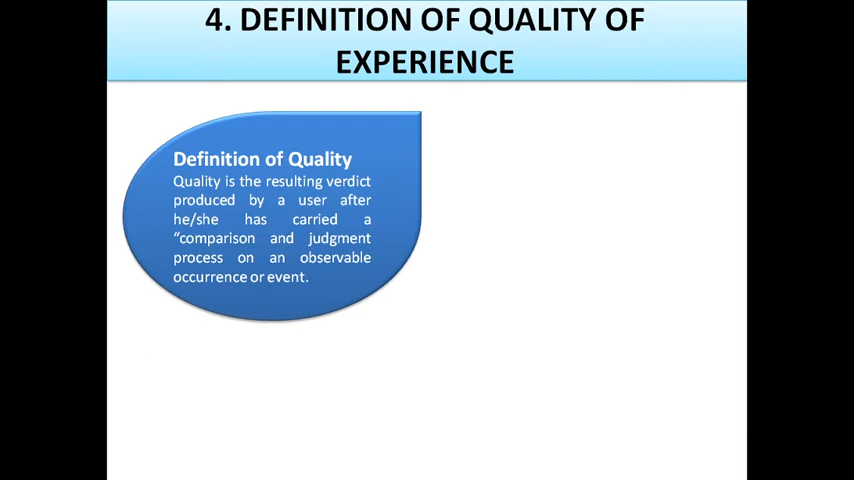 4. DEFINITION OF QUALITY OF
EXPERIENCE
Definition of Quality
Quality is the resulting verdict
produced by a user after
he/she has carried a
“comparison and judgment
process on an observable
occurrence or event.